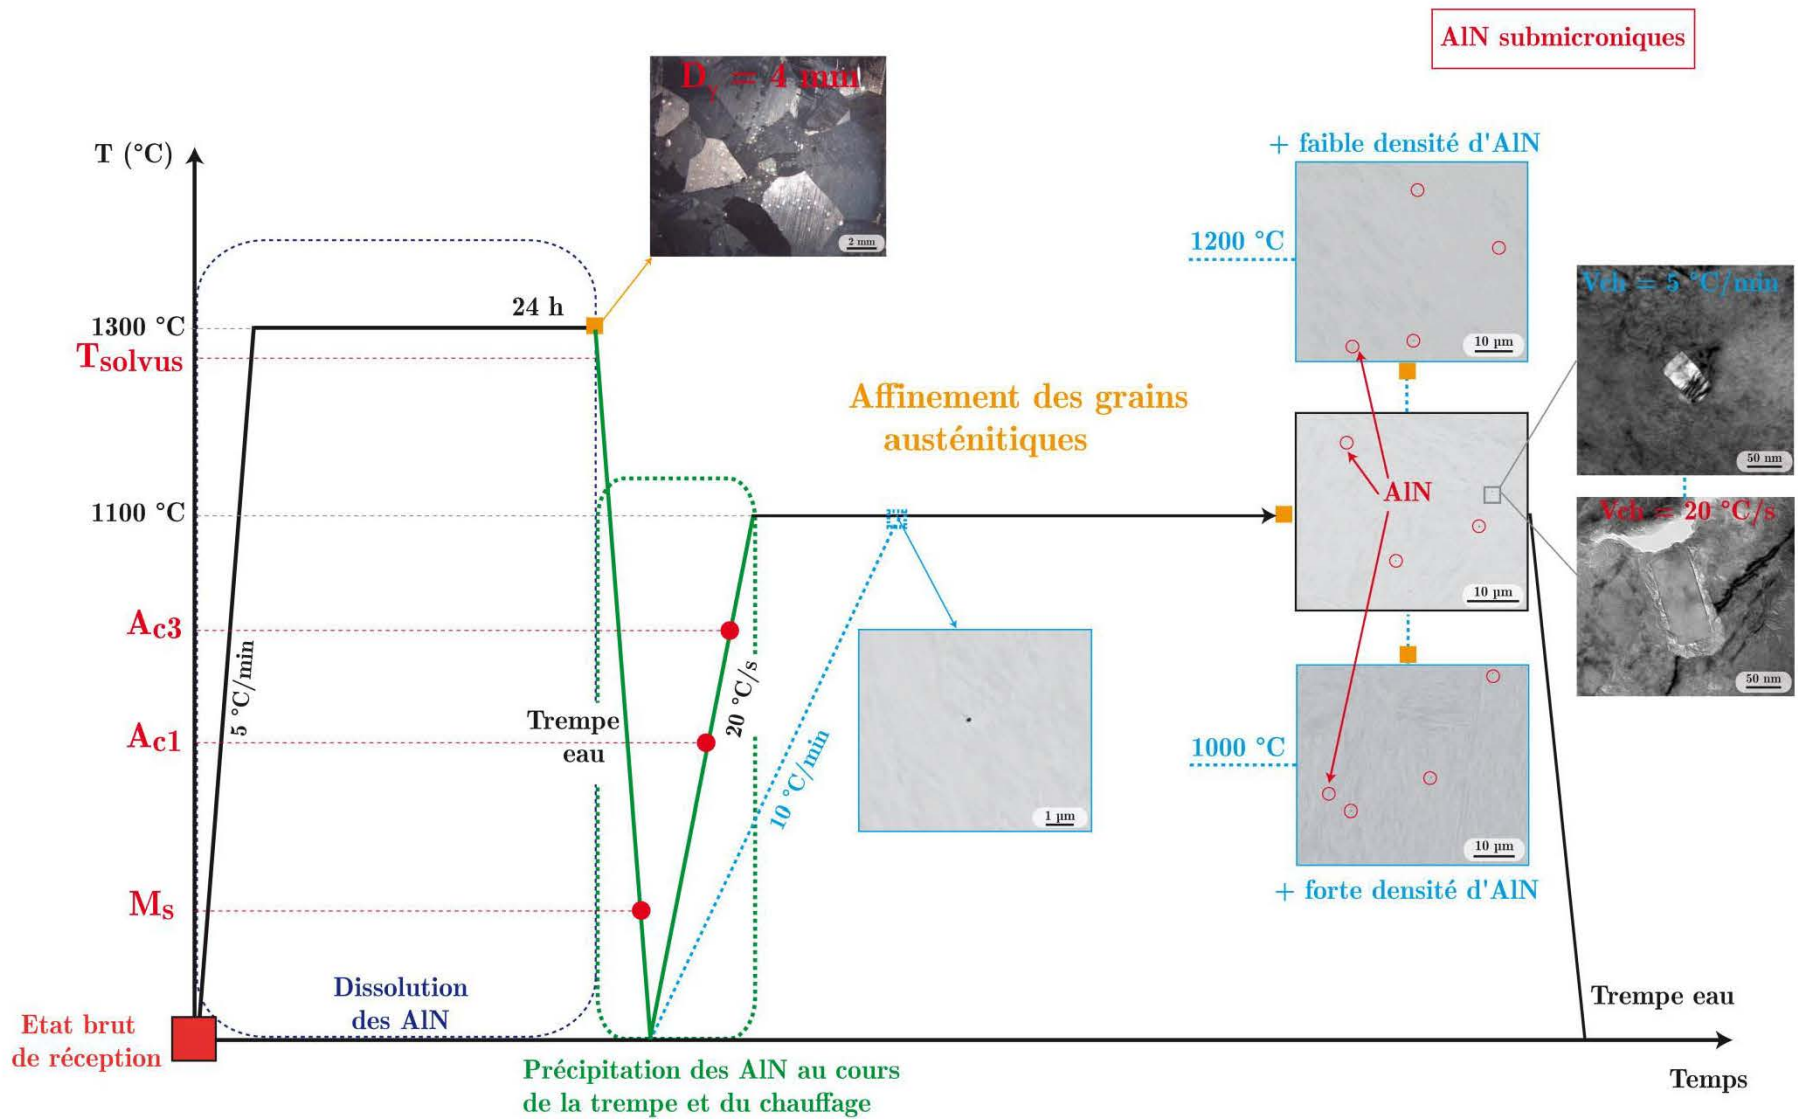 AlN submicroniques
D_γ = 4 mm
2 mm
T (°C)
+ faible densité d'AlN
1200 °C
10 µm
24 h
1300 °C
Tsolvus
Vch = 5 °C/min
50 nm
Affinement des grains
austénitiques
AlN
10 µm
1100 °C
Vch = 20 °C/s
50 nm
Ac3
5 °C/min
20 °C/s
Trempe
eau
Ac1
10 °C/min
1 µm
1000 °C
10 µm
+ forte densité d'AlN
Ms
Dissolution
des AlN
Trempe eau
Etat brut
de réception
Temps
Précipitation des AlN au cours
de la trempe et du chauffage